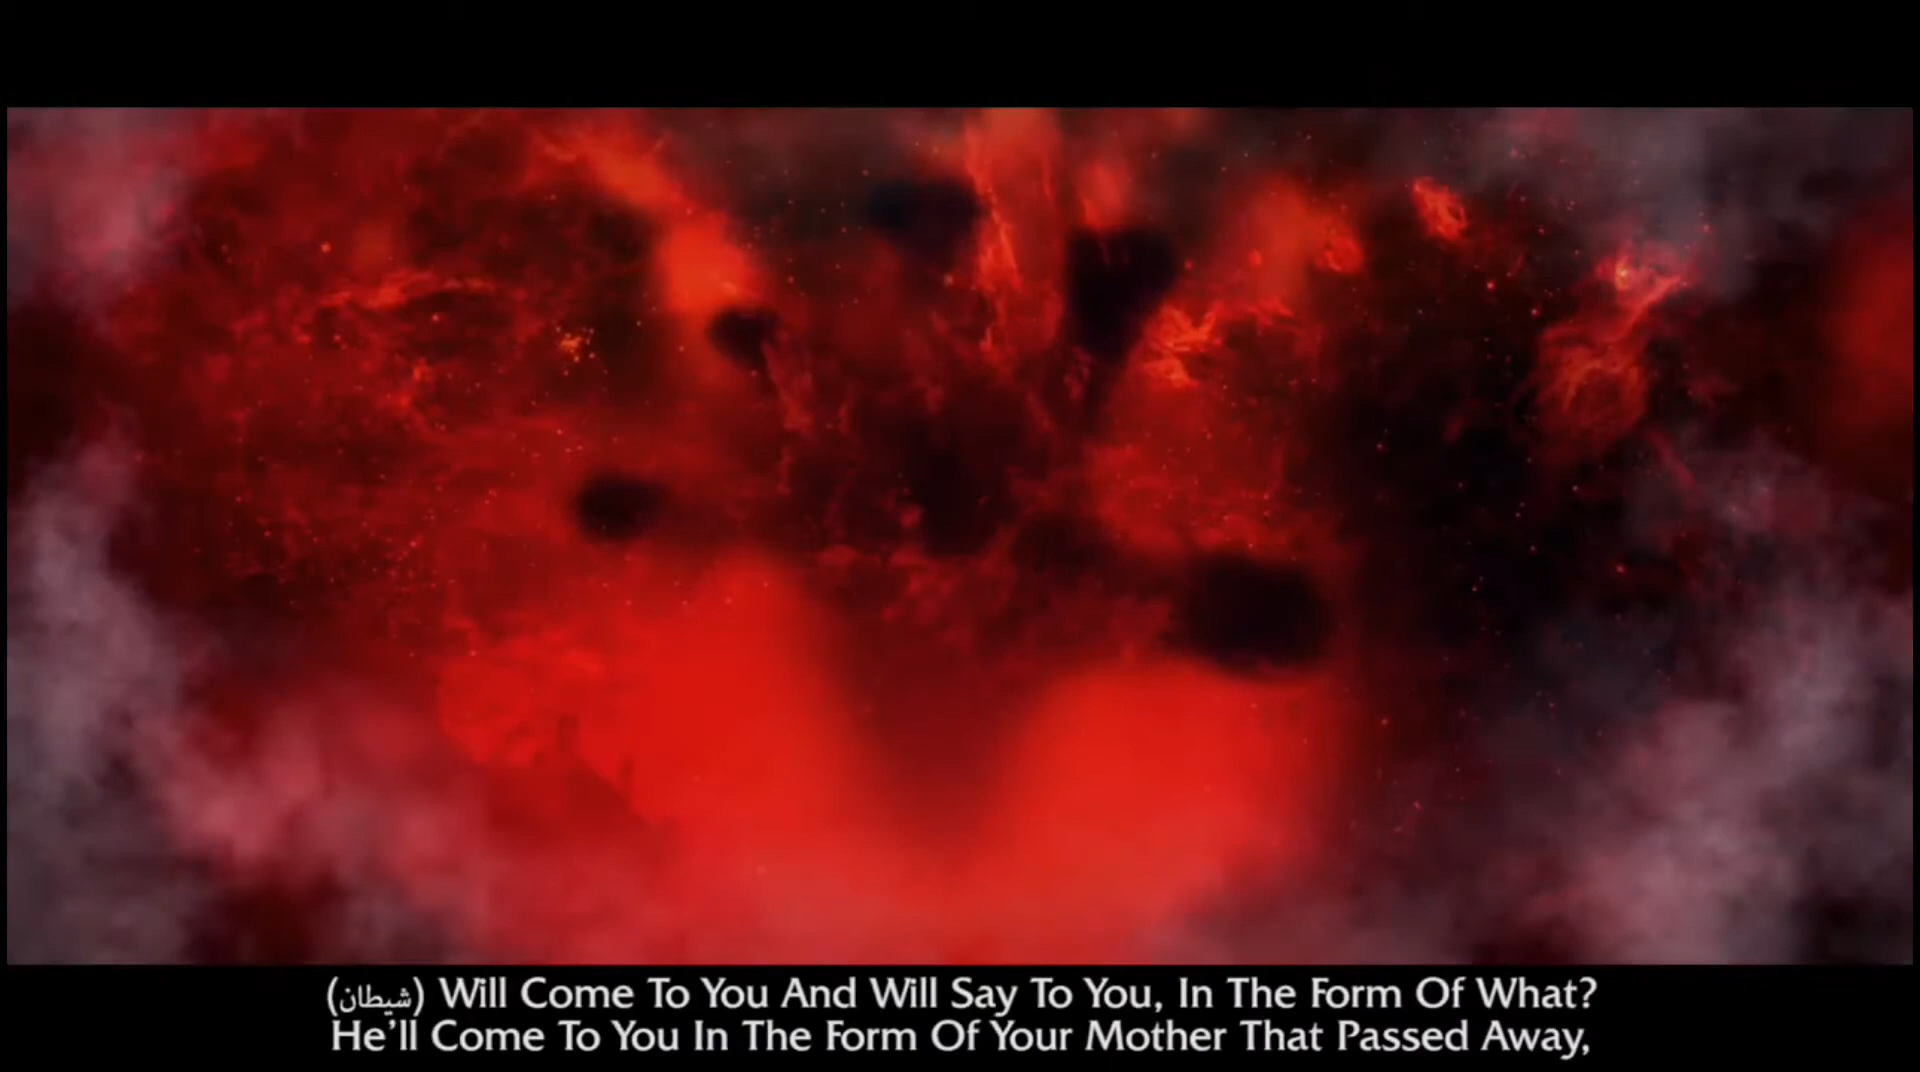 (شيطان) Will Come To You And Will Say To You, In The Form Of What?
He'll Come To You In The Form Of Your Mother That Passed Away,